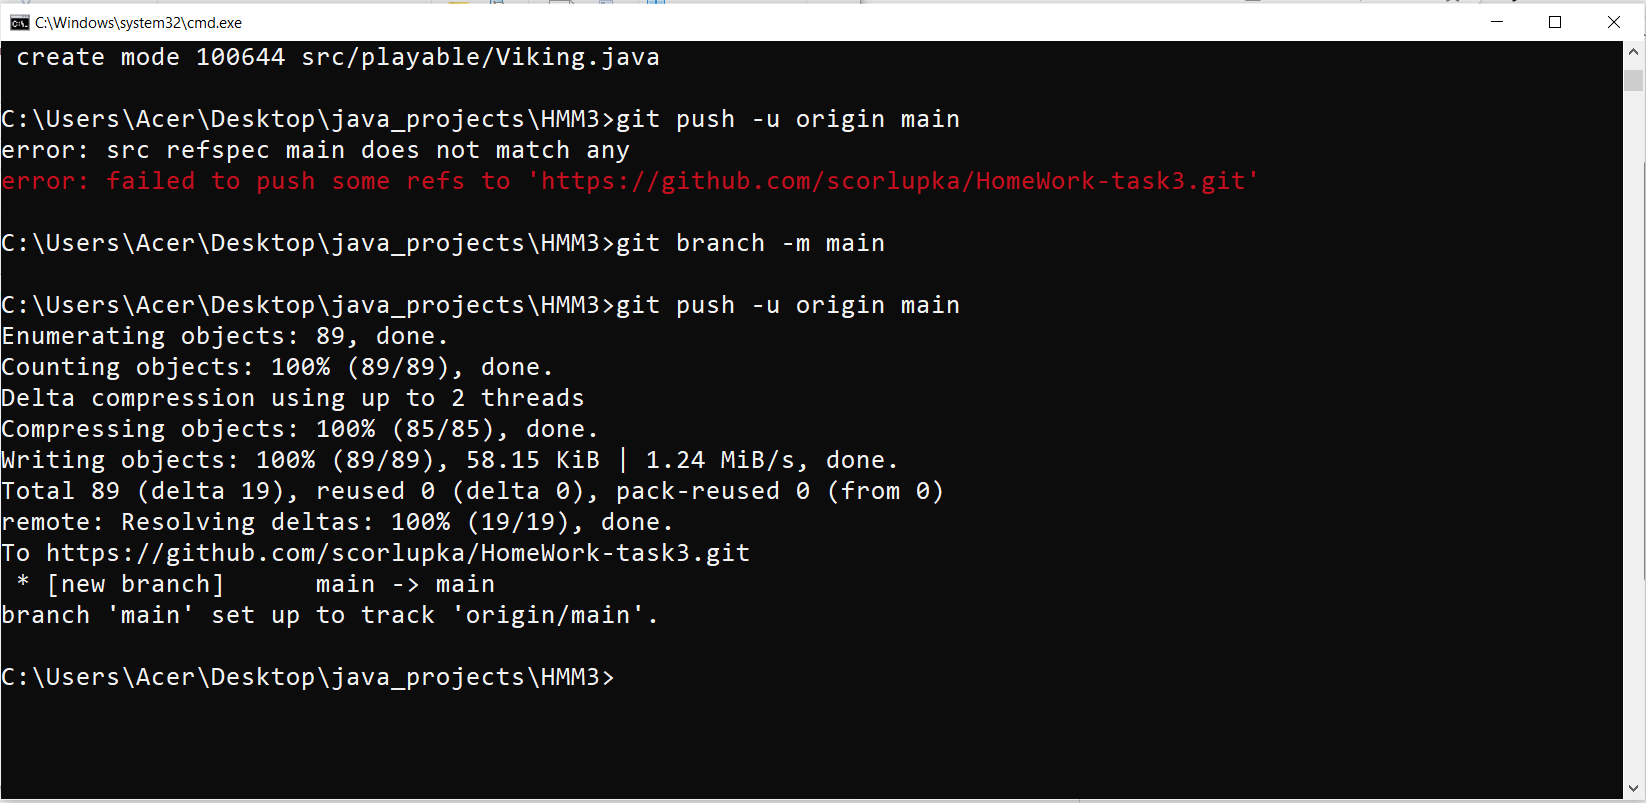 C:\Windows\system32\cmd.exe
create mode 100644 src/playable/Viking.java
C:\Users\Acer\Desktop\java_projects\HMM3>git push -u origin main
error: src refspec main does not match any
error: failed to push some refs to 'https://github.com/scorlupka/HomeWork-task3.git'
C:\Users\Acer\Desktop\java_projects\HMM3>git branch -m main
C:\Users\Acer\Desktop\java_projects\HMM3>git push -u origin main
Enumerating objects: 89, done.
Counting objects: 100% (89/89), done.
Delta compression using up to 2 threads
Compressing objects: 100% (85/85), done.
Writing objects: 100% (89/89), 58.15 KiB | 1.24 MiB/s, done.
Total 89 (delta 19), reused 0 (delta 0), pack-reused 0 (from 0)
remote: Resolving deltas: 100% (19/19), done.
To https://github.com/scorlupka/HomeWork-task3.git
 * [new branch]      main -> main
branch 'main' set up to track 'origin/main'.
C:\Users\Acer\Desktop\java_projects\HMM3>